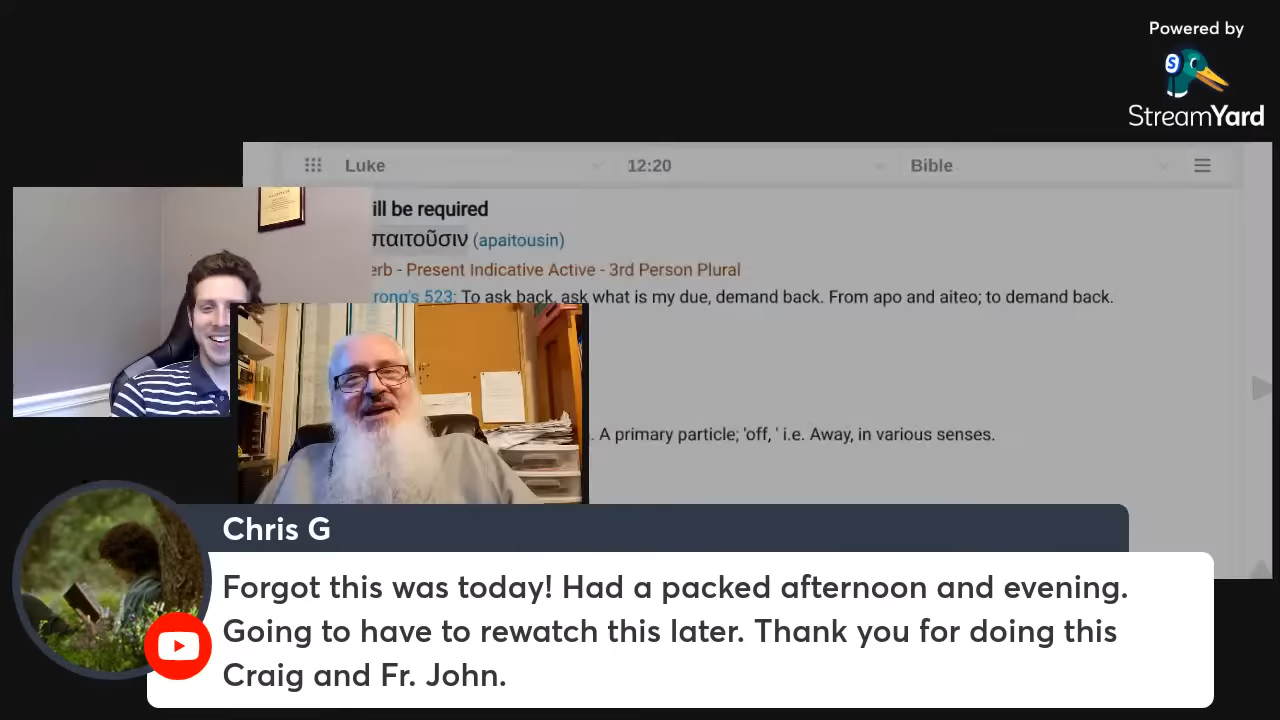 Powered by
StreamYard
Luke 12:20 Bible
ill be required
παιτοῦσιν (apaitousin)
erb - Present Indicative Active - 3rd Person Plural
rong's 523: To ask back, ask what is my due, demand back. From apo and aiteo; to demand back.
. A primary particle; 'off, ' i.e. Away, in various senses.
Chris G
Forgot this was today! Had a packed afternoon and evening.
Going to have to rewatch this later. Thank you for doing this
Craig and Fr. John.